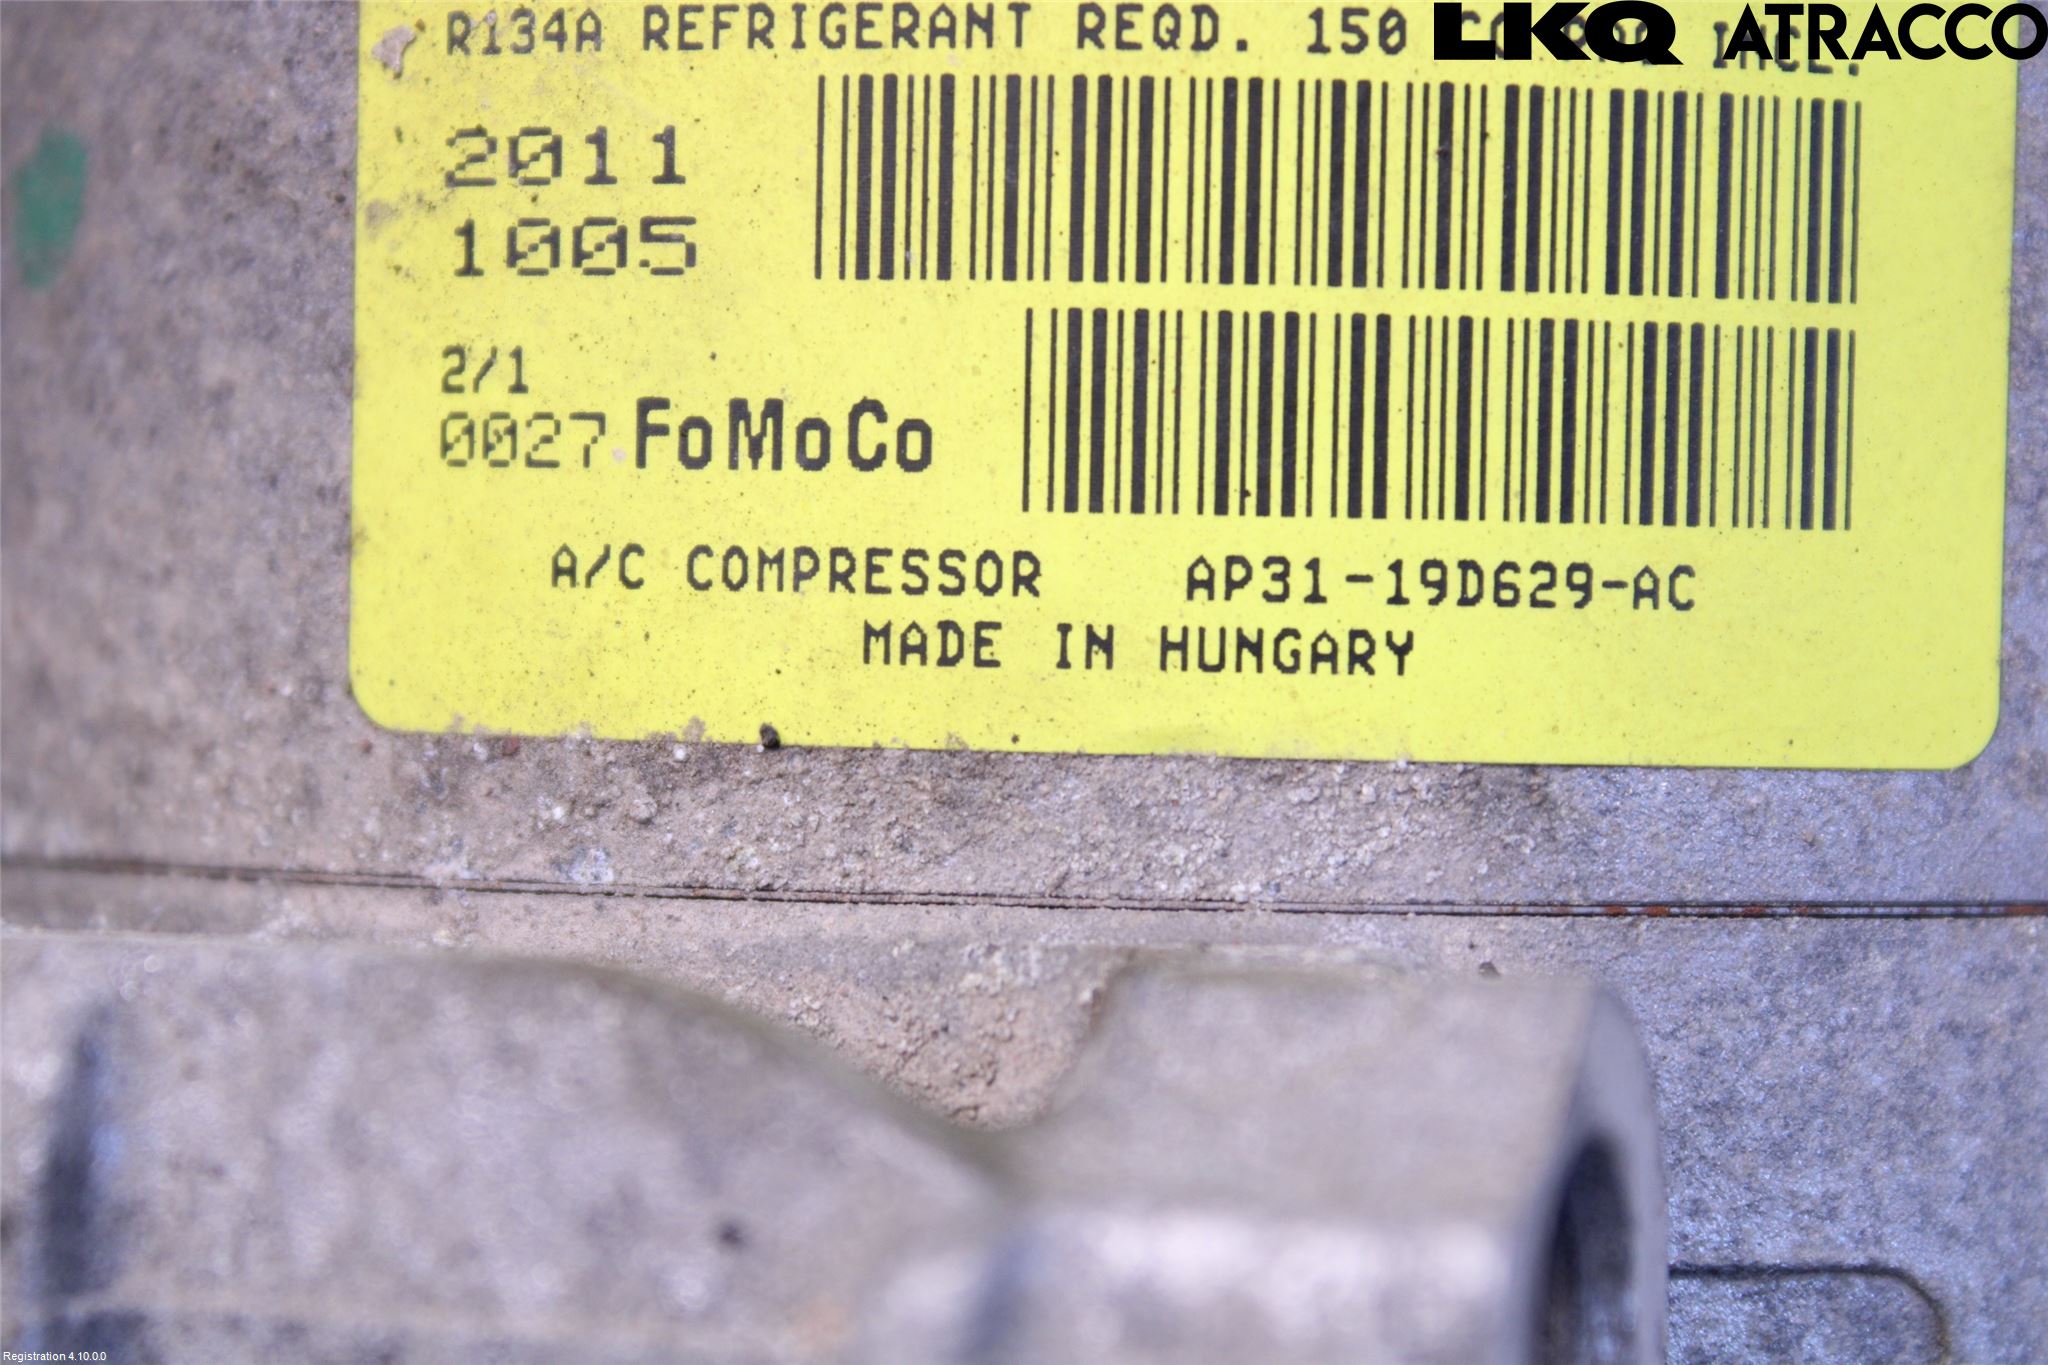 R134A REFRIGERANT REQD. 150
LKQ ATRACCO
2011
1005
2/1
0027 FoMoCo
A/C COMPRESSOR AP31-19D629-AC
MADE IN HUNGARY
Registration 4.10.0.0